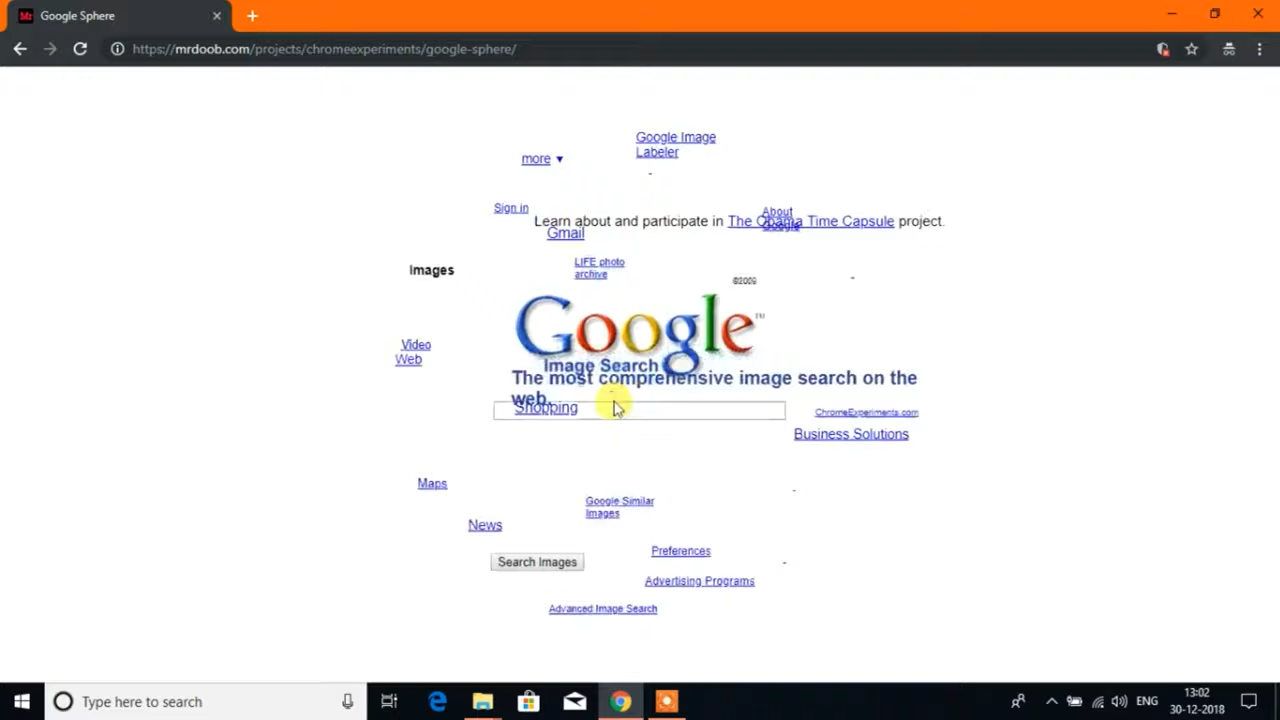 Google Sphere
https://mrdoob.com/projects/chromeexperiments/google-sphere/
Google Image
Labeler
more ▼
-
Sign in
About
Google
Learn about and participate in The Obama Time Capsule project.
Gmail
LIFE photo
archive
Images
©2009
-
Google™
Video
Web
Image Search
The most comprehensive image search on the
web.
Shopping
ChromeExperiments.com
Business Solutions
Maps
-
Google Similar
Images
News
Preferences
Search Images
-
Advertising Programs
Advanced Image Search
Type here to search
ENG
13:02
30-12-2018